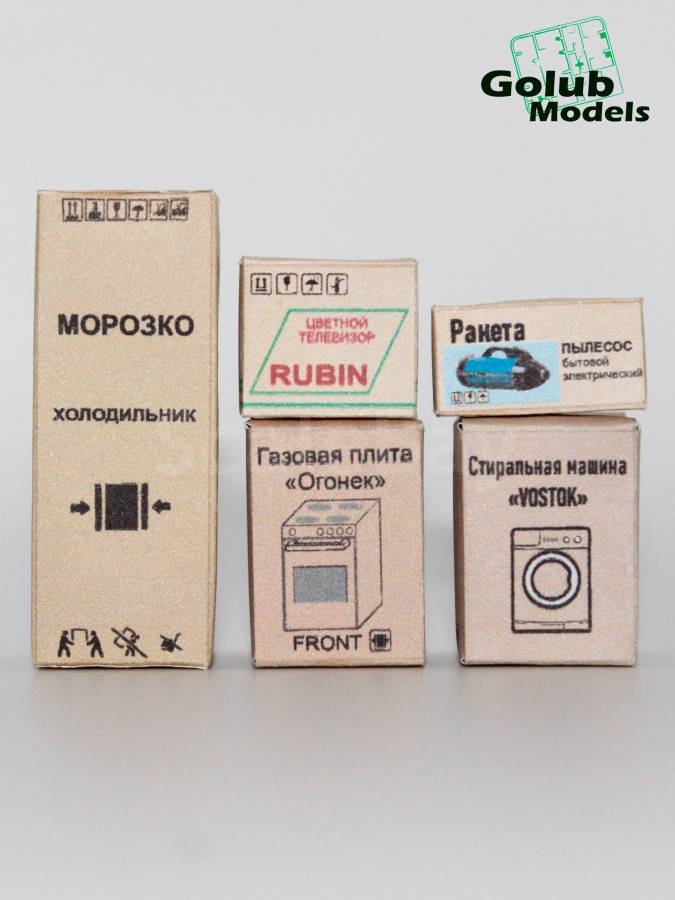 Golub
Models
МОРОЗКО
ХОЛОДИЛЬНИК
ЦВЕТНОЙ
ТЕЛЕВИЗОР
RUBIN
Ракета
ПЫЛЕСОС
бытовой
электрический
Газовая плита
«Огонек»
FRONT
Стиральная машина
«VOSTOK»